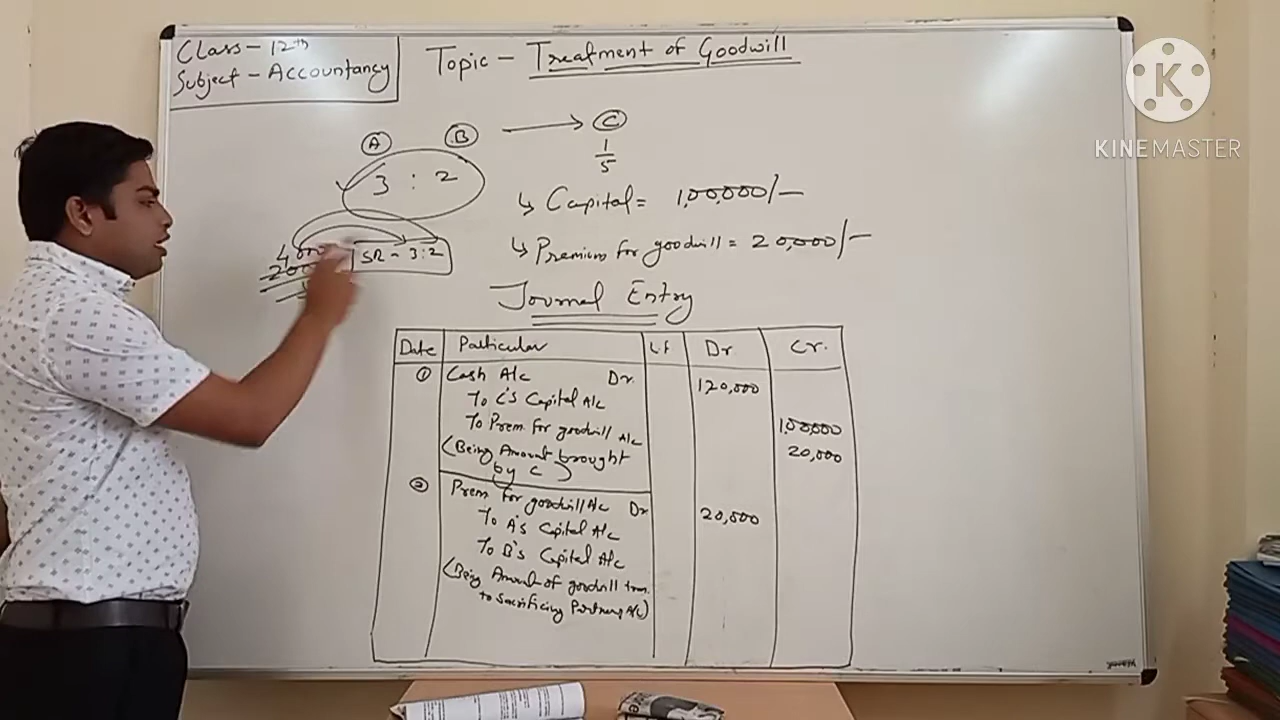 Class - 12th
Subject - Accountancy
Topic - Treatment of Goodwill
A B → C
3 : 2
1/5
↳ Capital = 1,00,000/-
↳ Premium for goodwill = 20,000/-
SR - 3:2
Journal Entry
Date Particular L.F Dr. Cr.
① Cash A/c Dr. 120,000
To C's Capital A/c 1,00,000
To Prem. for goodwill A/c 20,000
(Being Amount brought
by C)
② Prem. for goodwill A/c Dr 20,000
To A's Capital A/c
To B's Capital A/c
(Being Amount of goodwill tran.
to sacrificing Partners A/c)
K
KINEMASTER